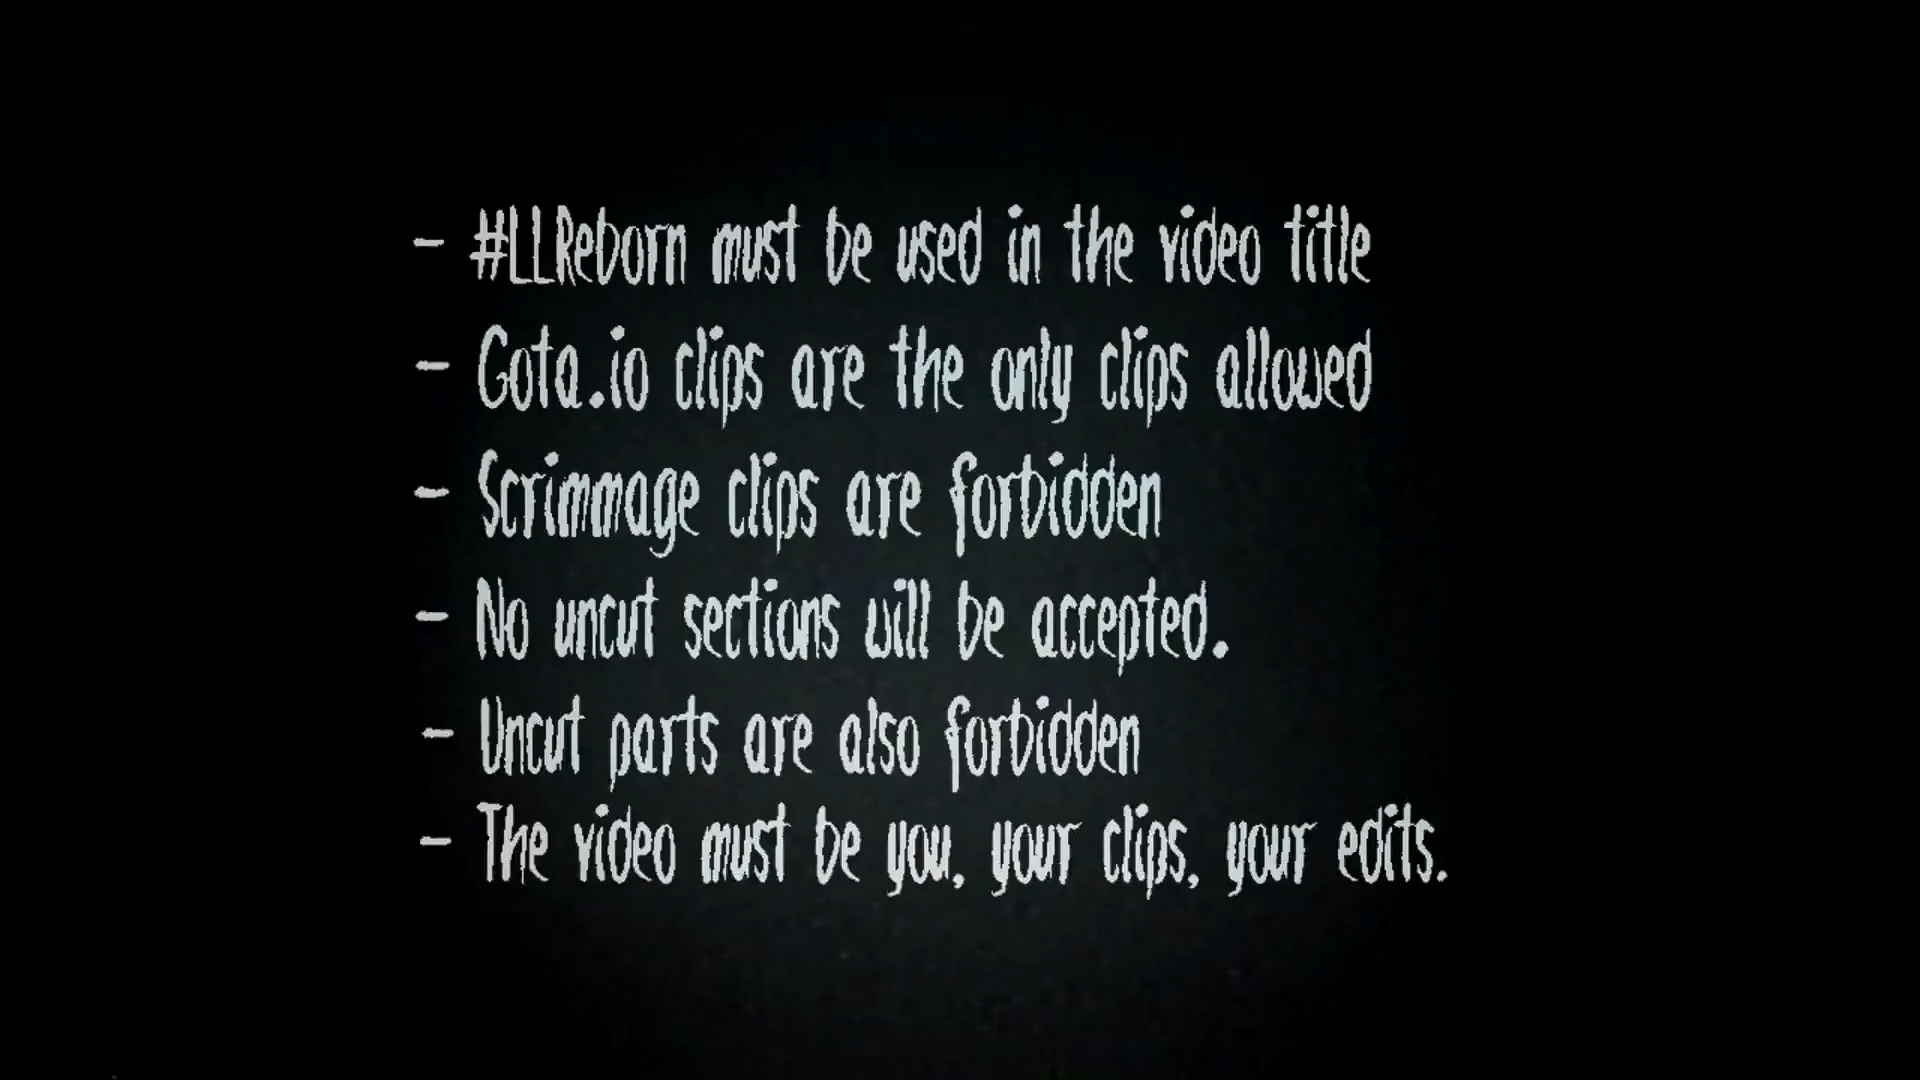 - #LLReborn must be used in the video title
- Gota.io clips are the only clips allowed
- Scrimmage clips are forbidden
- No uncut sections will be accepted.
- Uncut parts are also forbidden
- The video must be you, your clips, your edits.